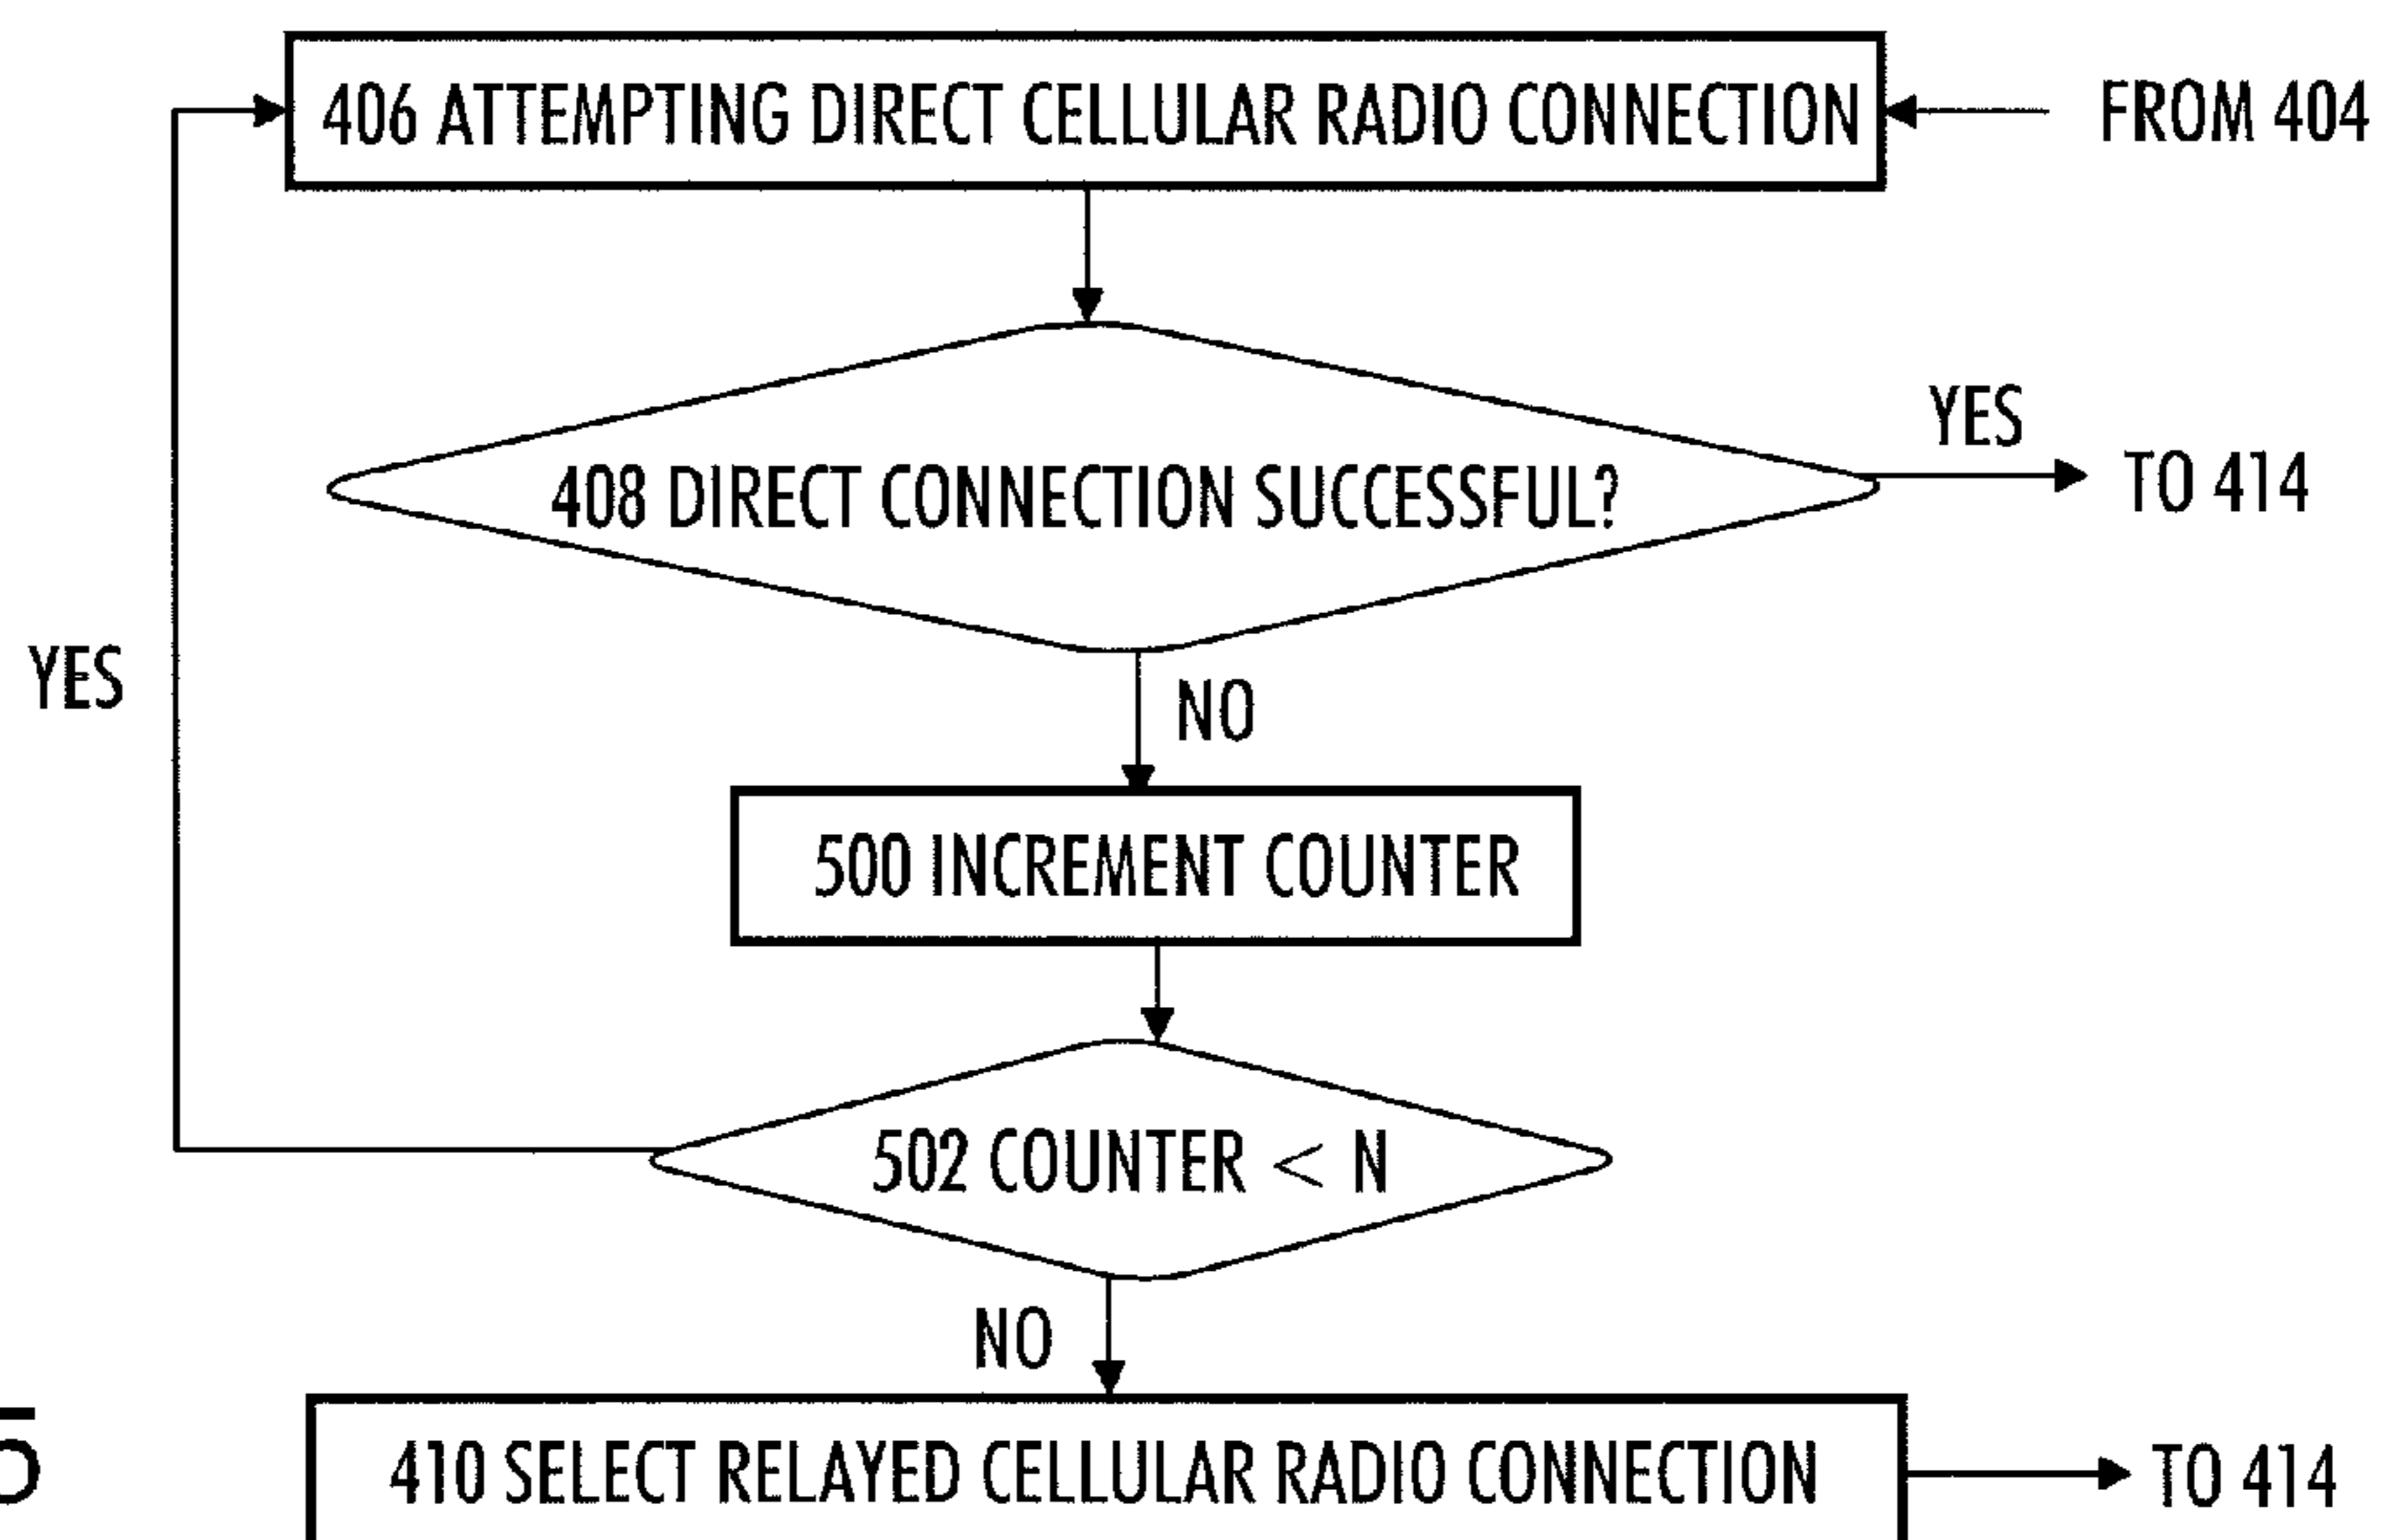 406 ATTEMPTING DIRECT CELLULAR RADIO CONNECTION
FROM 404
408 DIRECT CONNECTION SUCCESSFUL?
YES
TO 414
YES
NO
500 INCREMENT COUNTER
502 COUNTER < N
NO
5
410 SELECT RELAYED CELLULAR RADIO CONNECTION
TO 414